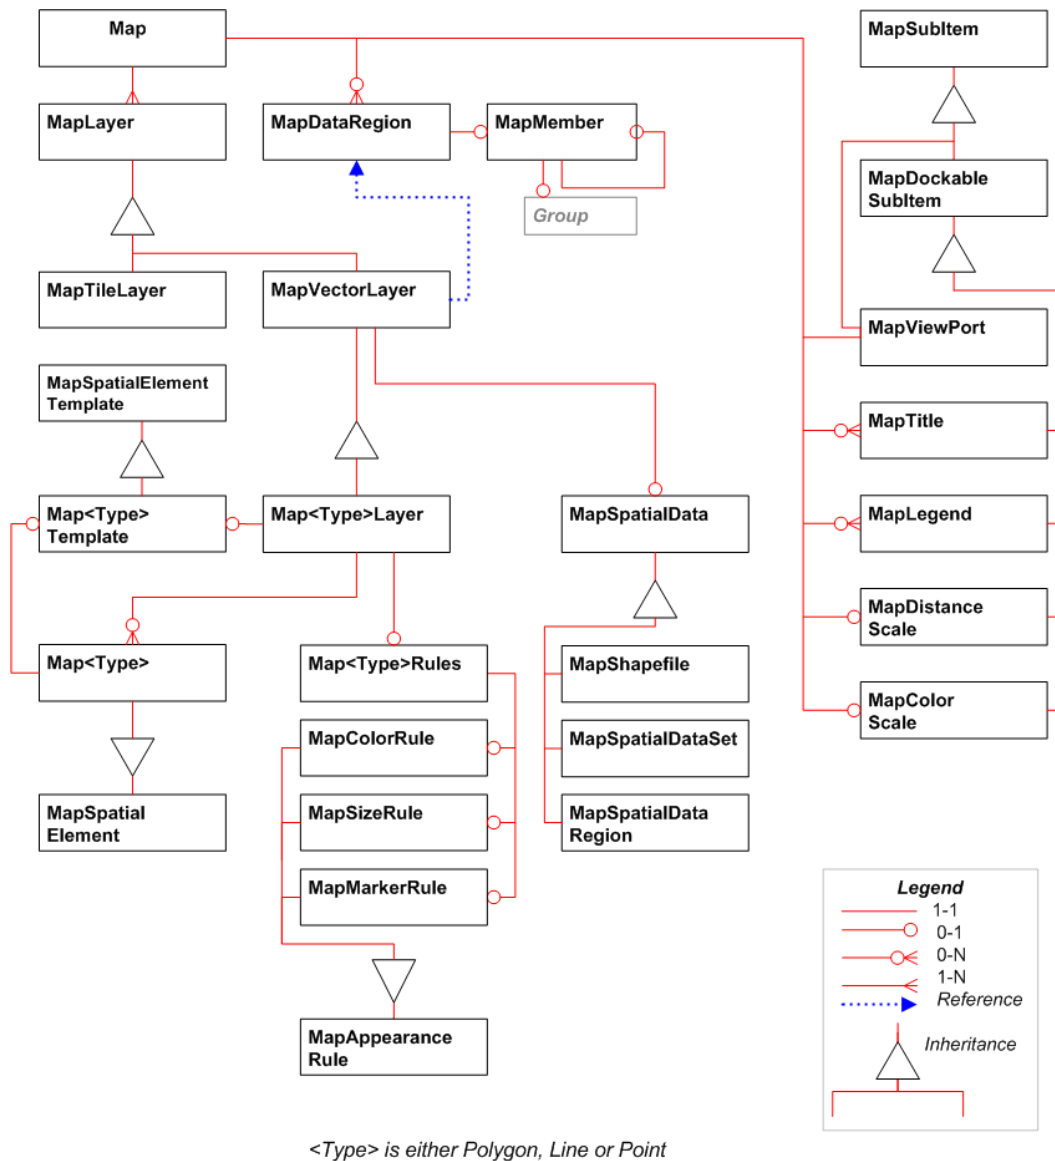 Map
MapSubItem
MapLayer
MapDataRegion
MapMember
MapDockable
SubItem
Group
MapTileLayer
MapVectorLayer
MapViewPort
MapSpatialElement
Template
MapTitle
Map<Type>
Template
Map<Type>Layer
MapSpatialData
MapLegend
MapDistance
Scale
Map<Type>
Map<Type>Rules
MapShapefile
MapColor
Scale
MapColorRule
MapSpatialDataSet
MapSpatial
Element
MapSizeRule
MapSpatialData
Region
MapMarkerRule
MapAppearance
Rule
Legend
1-1
0-1
0-N
1-N
Reference
Inheritance
<Type> is either Polygon, Line or Point